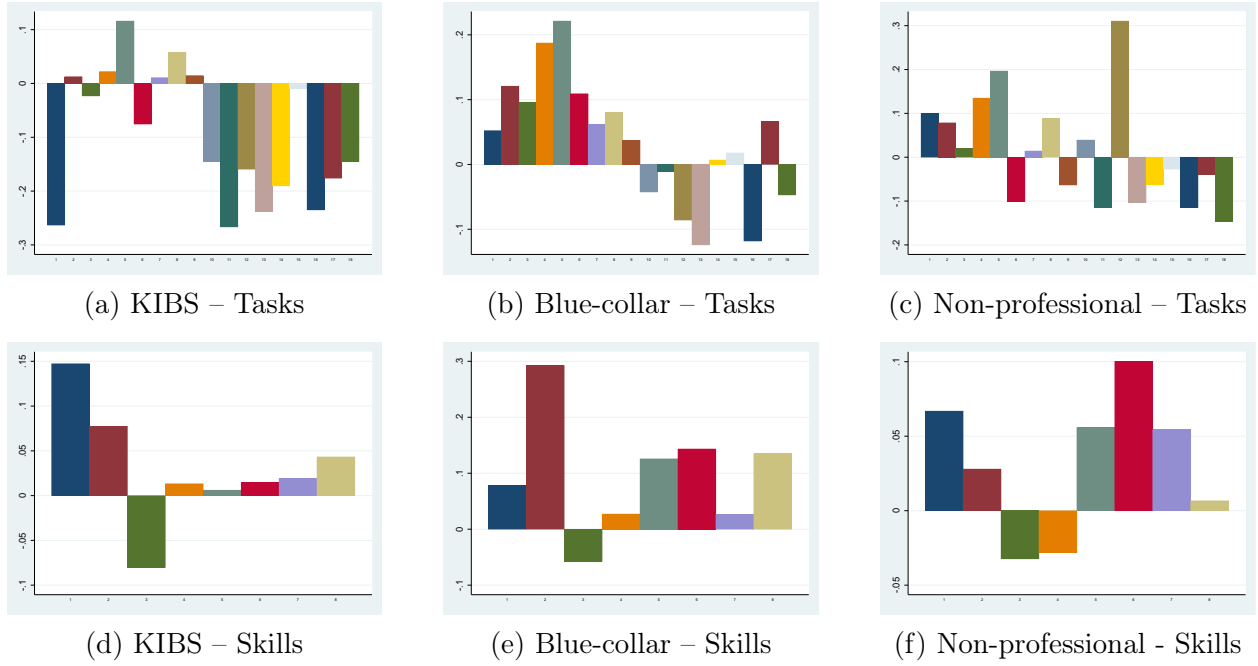 .1 0 -.1 -.2 -.3
1 2 3 4 5 6 7 8 9 10 11 12 13 14 15 16 17 18
(a) KIBS – Tasks
.2 .1 0 -.1
1 2 3 4 5 6 7 8 9 10 11 12 13 14 15 16 17 18
(b) Blue-collar – Tasks
.3 .2 .1 0 -.1 -.2
1 2 3 4 5 6 7 8 9 10 11 12 13 14 15 16 17 18
(c) Non-professional – Tasks
.15 .1 .05 0 -.05 -.1
1 2 3 4 5 6 7 8
(d) KIBS – Skills
.3 .2 .1 0 -.1
1 2 3 4 5 6 7 8
(e) Blue-collar – Skills
.1 .05 0 -.05
1 2 3 4 5 6 7 8
(f) Non-professional - Skills